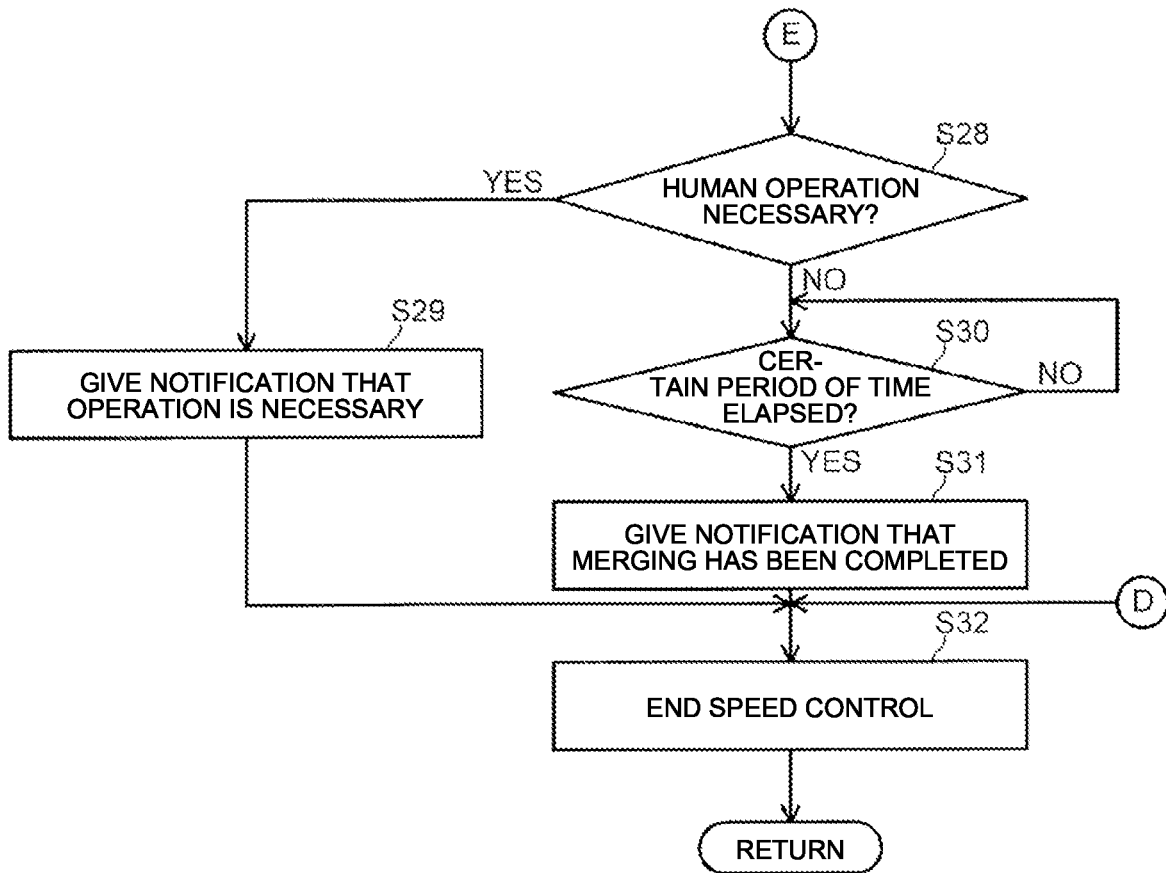 E
S28
YES
HUMAN OPERATION
NECESSARY?
NO
S29
GIVE NOTIFICATION THAT
OPERATION IS NECESSARY
S30
CER-
TAIN PERIOD OF TIME
ELAPSED?
NO
YES
S31
GIVE NOTIFICATION THAT
MERGING HAS BEEN COMPLETED
D
S32
END SPEED CONTROL
RETURN